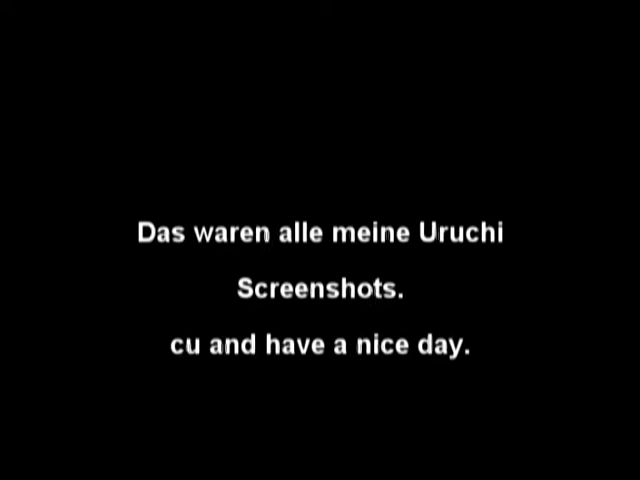 Das waren alle meine Uruchi
Screenshots.
cu and have a nice day.